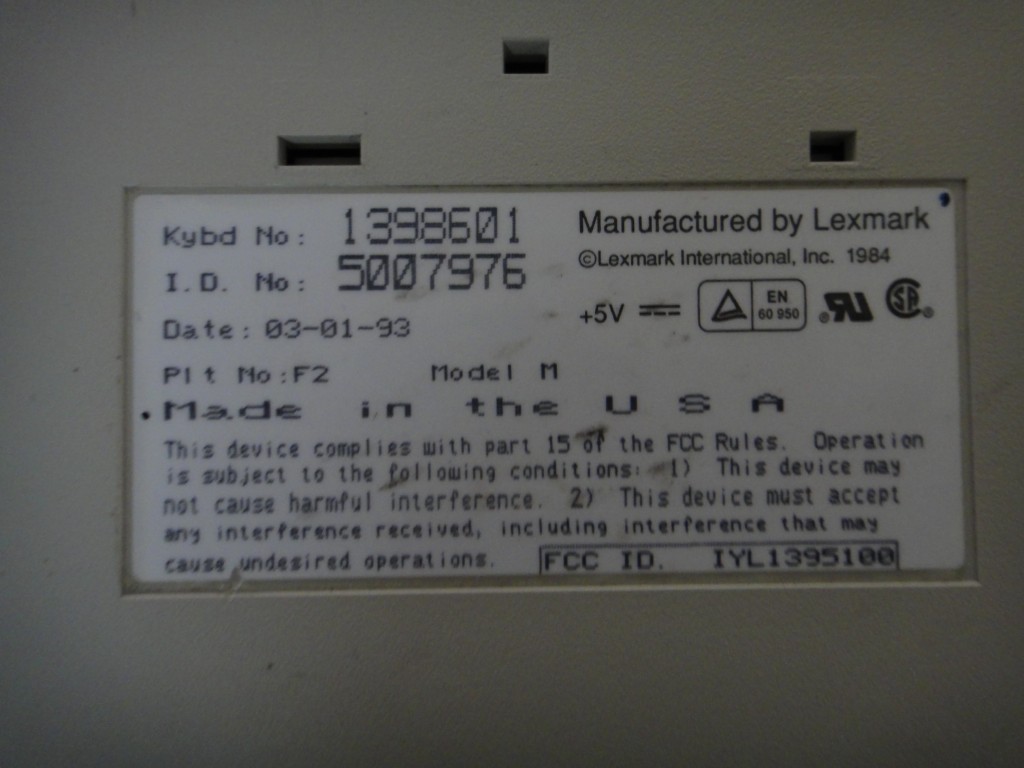 Kybd No: 1398601
I.D. No: 5007976
Date: 03-01-93
Plt No:F2 Model M
Made in the USA
Manufactured by Lexmark
©Lexmark International, Inc. 1984
+5V
EN
60 950
This device complies with part 15 of the FCC Rules. Operation
is subject to the following conditions: 1) This device may
not cause harmful interference. 2) This device must accept
any interference received, including interference that may
cause undesired operations. FCC ID. IYL1395100